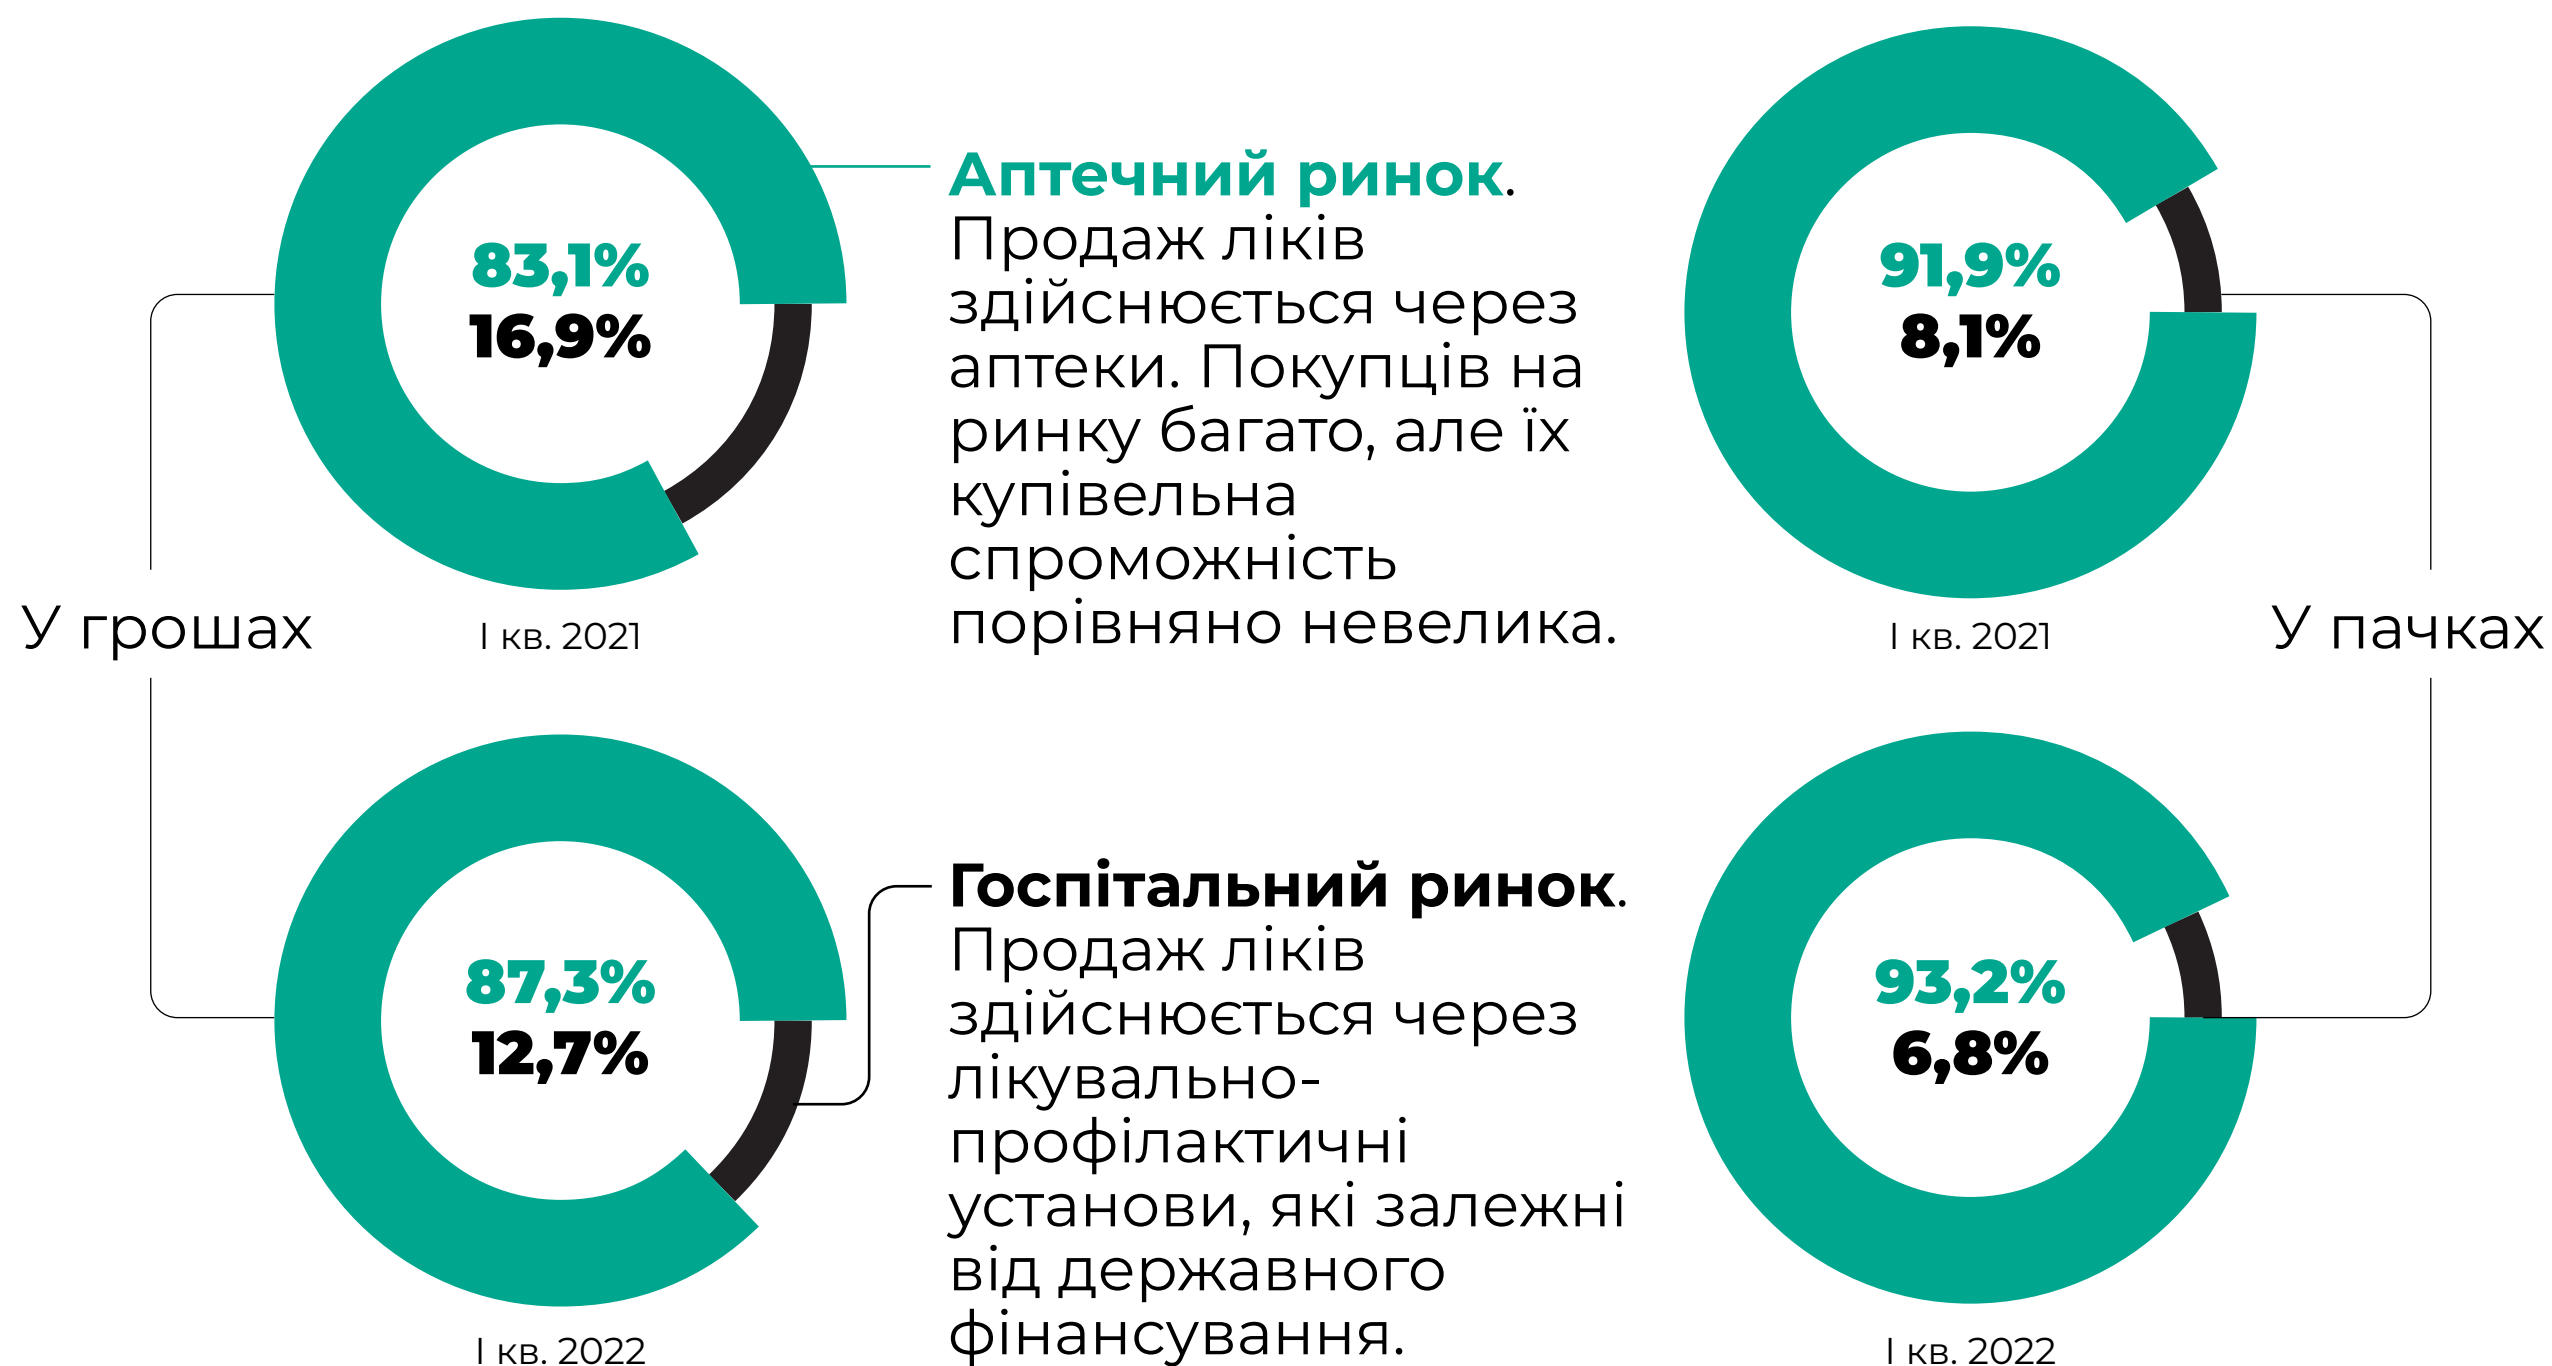 83,1%
16,9%
І кв. 2021
У грошах
87,3%
12,7%
І кв. 2022
Аптечний ринок.
Продаж ліків
здійснюється через
аптеки. Покупців на
ринку багато, але їх
купівельна
спроможність
порівняно невелика.
Госпітальний ринок.
Продаж ліків
здійснюється через
лікувально-
профілактичні
установи, які залежні
від державного
фінансування.
91,9%
8,1%
І кв. 2021
У пачках
93,2%
6,8%
І кв. 2022